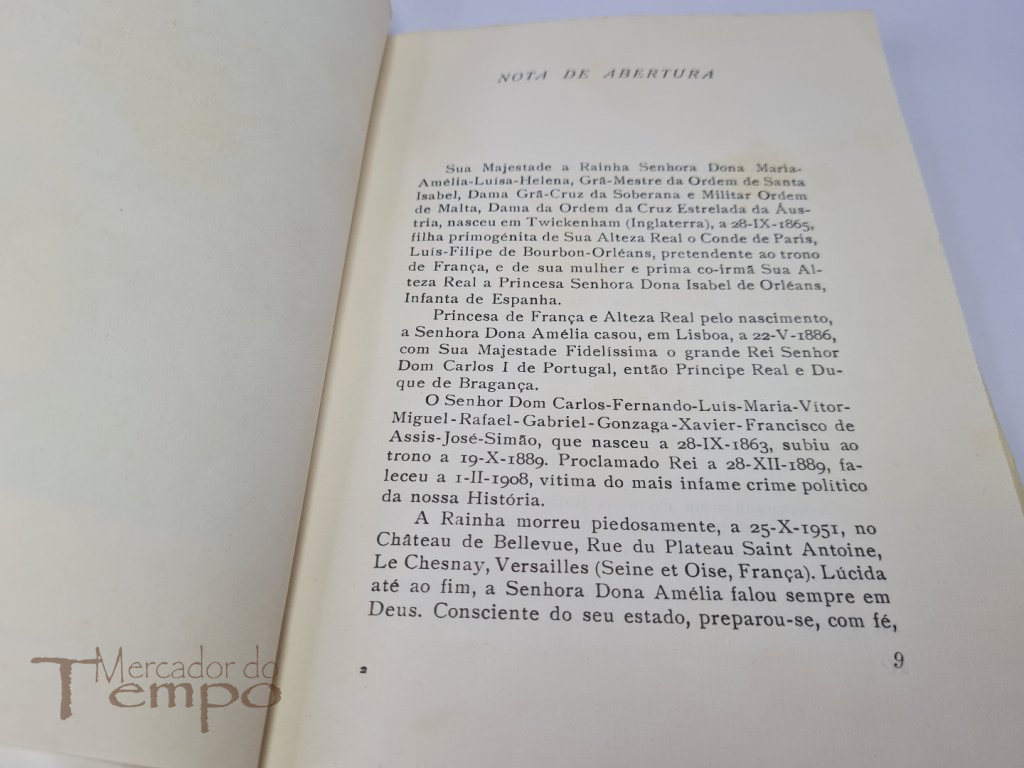 NOTA DE ABERTURA
Sua Majestade a Rainha Senhora Dona Maria-
Amélia-Luísa-Helena, Grã-Mestre da Ordem de Santa
Isabel, Dama Grã-Cruz da Soberana e Militar Ordem
de Malta, Dama da Ordem da Cruz Estrelada da Áus-
tria, nasceu em Twickenham (Inglaterra), a 28-IX-1865,
filha primogénita de Sua Alteza Real o Conde de Paris,
Luís-Filipe de Bourbon-Orléans, pretendente ao trono
de França, e de sua mulher e prima co-irmã Sua Al-
teza Real a Princesa Senhora Dona Isabel de Orléans,
Infanta de Espanha.
Princesa de França e Alteza Real pelo nascimento,
a Senhora Dona Amélia casou, em Lisboa, a 22-V-1886,
com Sua Majestade Fidelíssima o grande Rei Senhor
Dom Carlos I de Portugal, então Príncipe Real e Du-
que de Bragança.
O Senhor Dom Carlos-Fernando-Luís-Maria-Vítor-
Miguel-Rafael-Gabriel-Gonzaga-Xavier-Francisco de
Assis-José-Simão, que nasceu a 28-IX-1863, subiu ao
trono a 19-X-1889. Proclamado Rei a 28-XII-1889, fa-
leceu a 1-II-1908, vítima do mais infame crime político
da nossa História.
A Rainha morreu piedosamente, a 25-X-1951, no
Château de Bellevue, Rue du Plateau Saint Antoine,
Le Chesnay, Versailles (Seine et Oise, França). Lúcida
até ao fim, a Senhora Dona Amélia falou sempre em
Deus. Consciente do seu estado, preparou-se, com fé,
2
9
Mercador do
Tempo